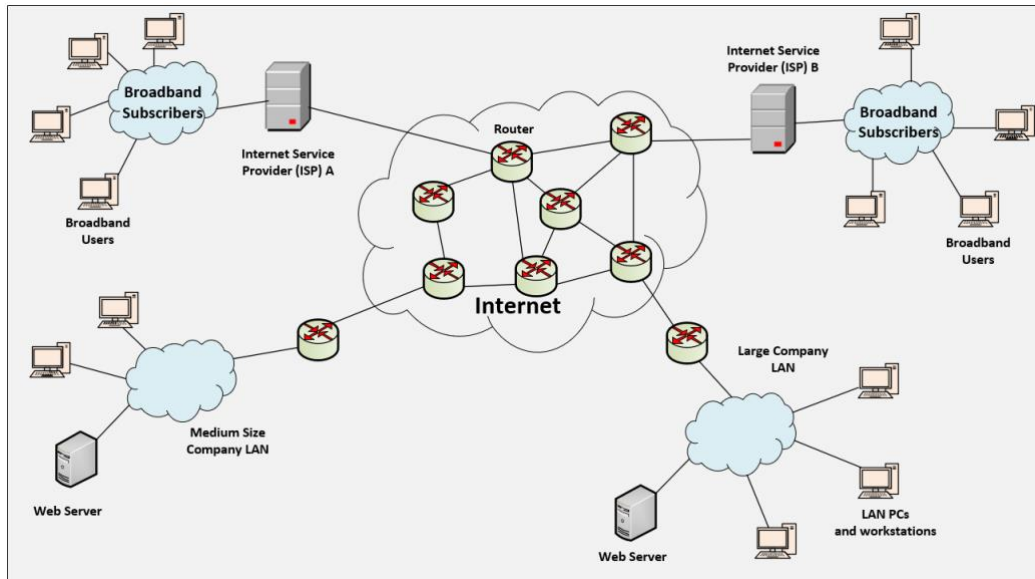 Broadband
Subscribers
Internet Service
Provider (ISP) A
Broadband
Users
Router
Internet
Internet Service
Provider (ISP) B
Broadband
Subscribers
Broadband
Users
Medium Size
Company LAN
Web Server
Large Company
LAN
LAN PCs
and workstations
Web Server